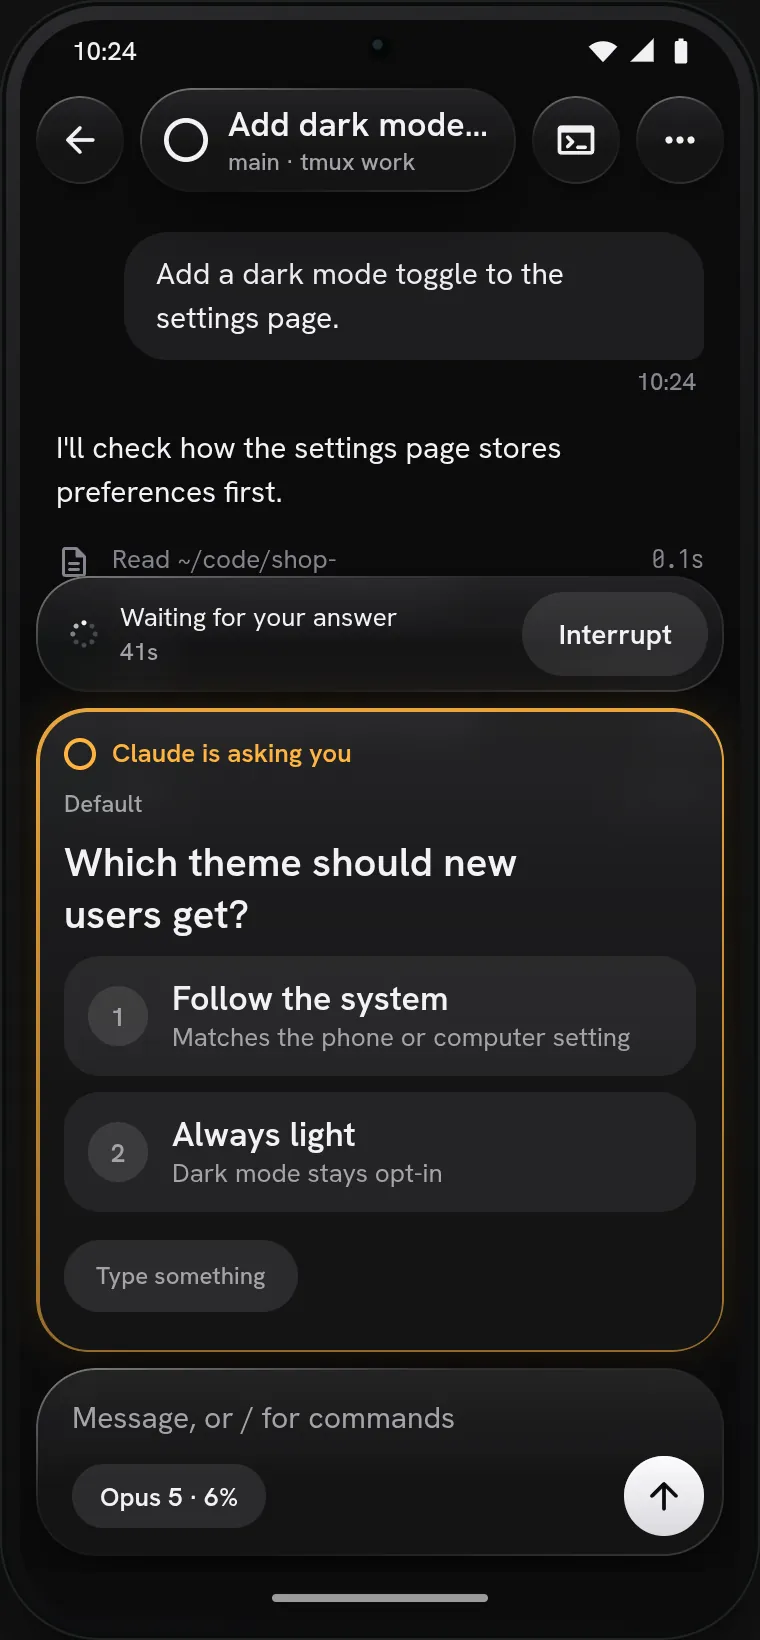 10:24
Add dark mode...
main · tmux work
Add a dark mode toggle to the
settings page.
10:24
I'll check how the settings page stores
preferences first.
Read ~/code/shop-
0.1s
Waiting for your answer
41s
Interrupt
Claude is asking you
Default
Which theme should new
users get?
1
Follow the system
Matches the phone or computer setting
2
Always light
Dark mode stays opt-in
Type something
Message, or / for commands
Opus 5 · 6%